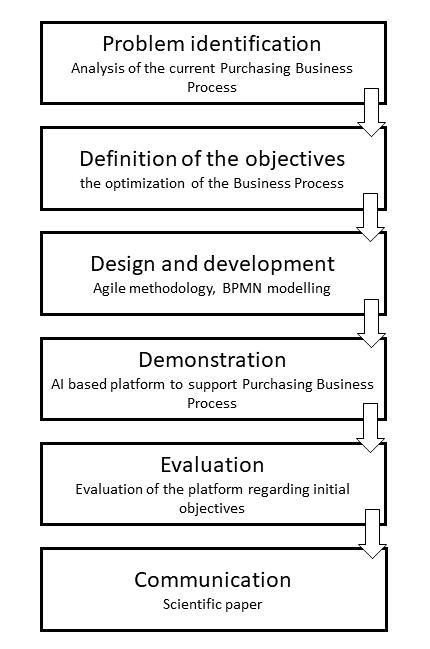 Problem identification
Analysis of the current Purchasing Business
Process
Definition of the objectives
the optimization of the Business Process
Design and development
Agile methodology, BPMN modelling
Demonstration
AI based platform to support Purchasing Business
Process
Evaluation
Evaluation of the platform regarding initial
objectives
Communication
Scientific paper